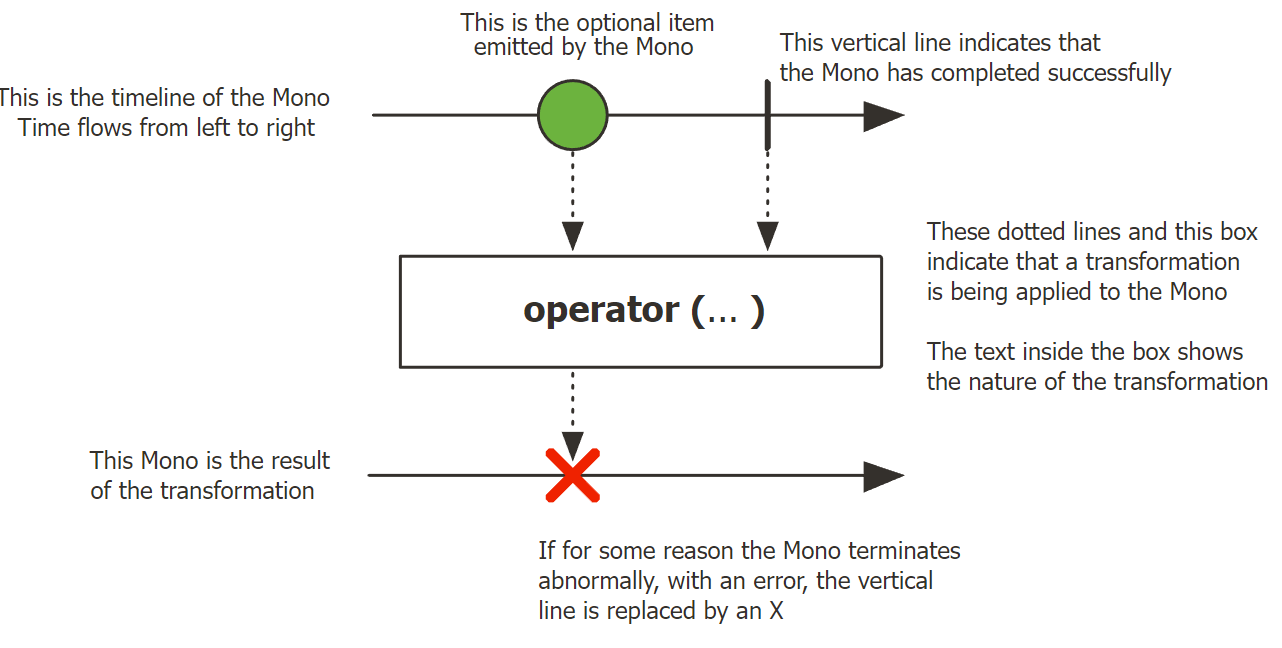 This is the optional item
emitted by the Mono
This vertical line indicates that
the Mono has completed successfully
This is the timeline of the Mono
Time flows from left to right
These dotted lines and this box
indicate that a transformation
is being applied to the Mono
operator (... )
The text inside the box shows
the nature of the transformation
This Mono is the result
of the transformation
If for some reason the Mono terminates
abnormally, with an error, the vertical
line is replaced by an X